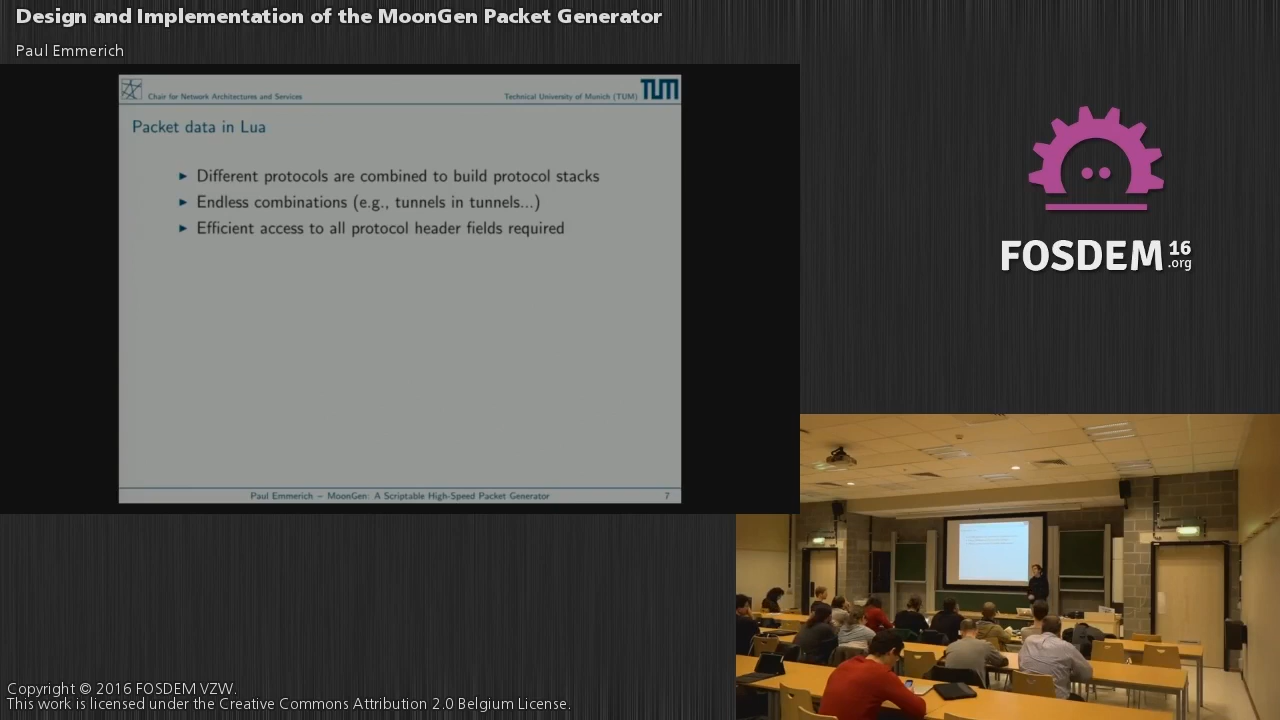 Design and Implementation of the MoonGen Packet Generator
Paul Emmerich
Chair for Network Architectures and Services
Technical University of Munich (TUM)
TUM
Packet data in Lua
► Different protocols are combined to build protocol stacks
► Endless combinations (e.g., tunnels in tunnels...)
► Efficient access to all protocol header fields required
Paul Emmerich – MoonGen: A Scriptable High-Speed Packet Generator
7
FOSDEM 16
.org
Copyright © 2016 FOSDEM VZW.
This work is licensed under the Creative Commons Attribution 2.0 Belgium License.